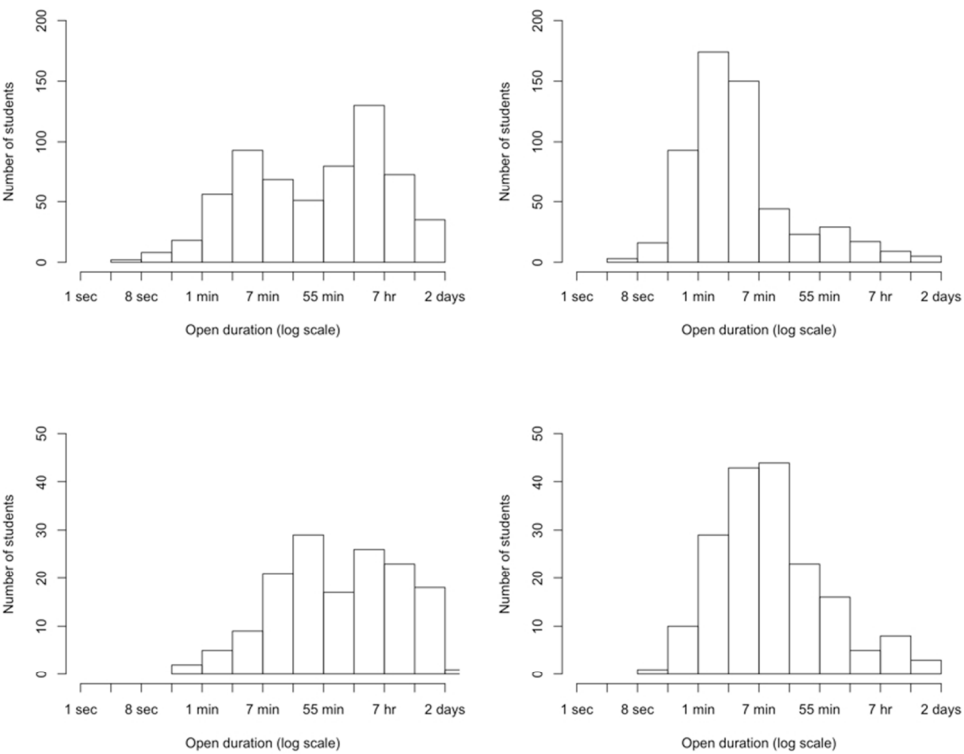 200
150
100
50
0
Number of students
1 sec 8 sec 1 min 7 min 55 min 7 hr 2 days
Open duration (log scale)
200
150
100
50
0
Number of students
1 sec 8 sec 1 min 7 min 55 min 7 hr 2 days
Open duration (log scale)
50
40
30
20
10
0
Number of students
1 sec 8 sec 1 min 7 min 55 min 7 hr 2 days
Open duration (log scale)
50
40
30
20
10
0
Number of students
1 sec 8 sec 1 min 7 min 55 min 7 hr 2 days
Open duration (log scale)